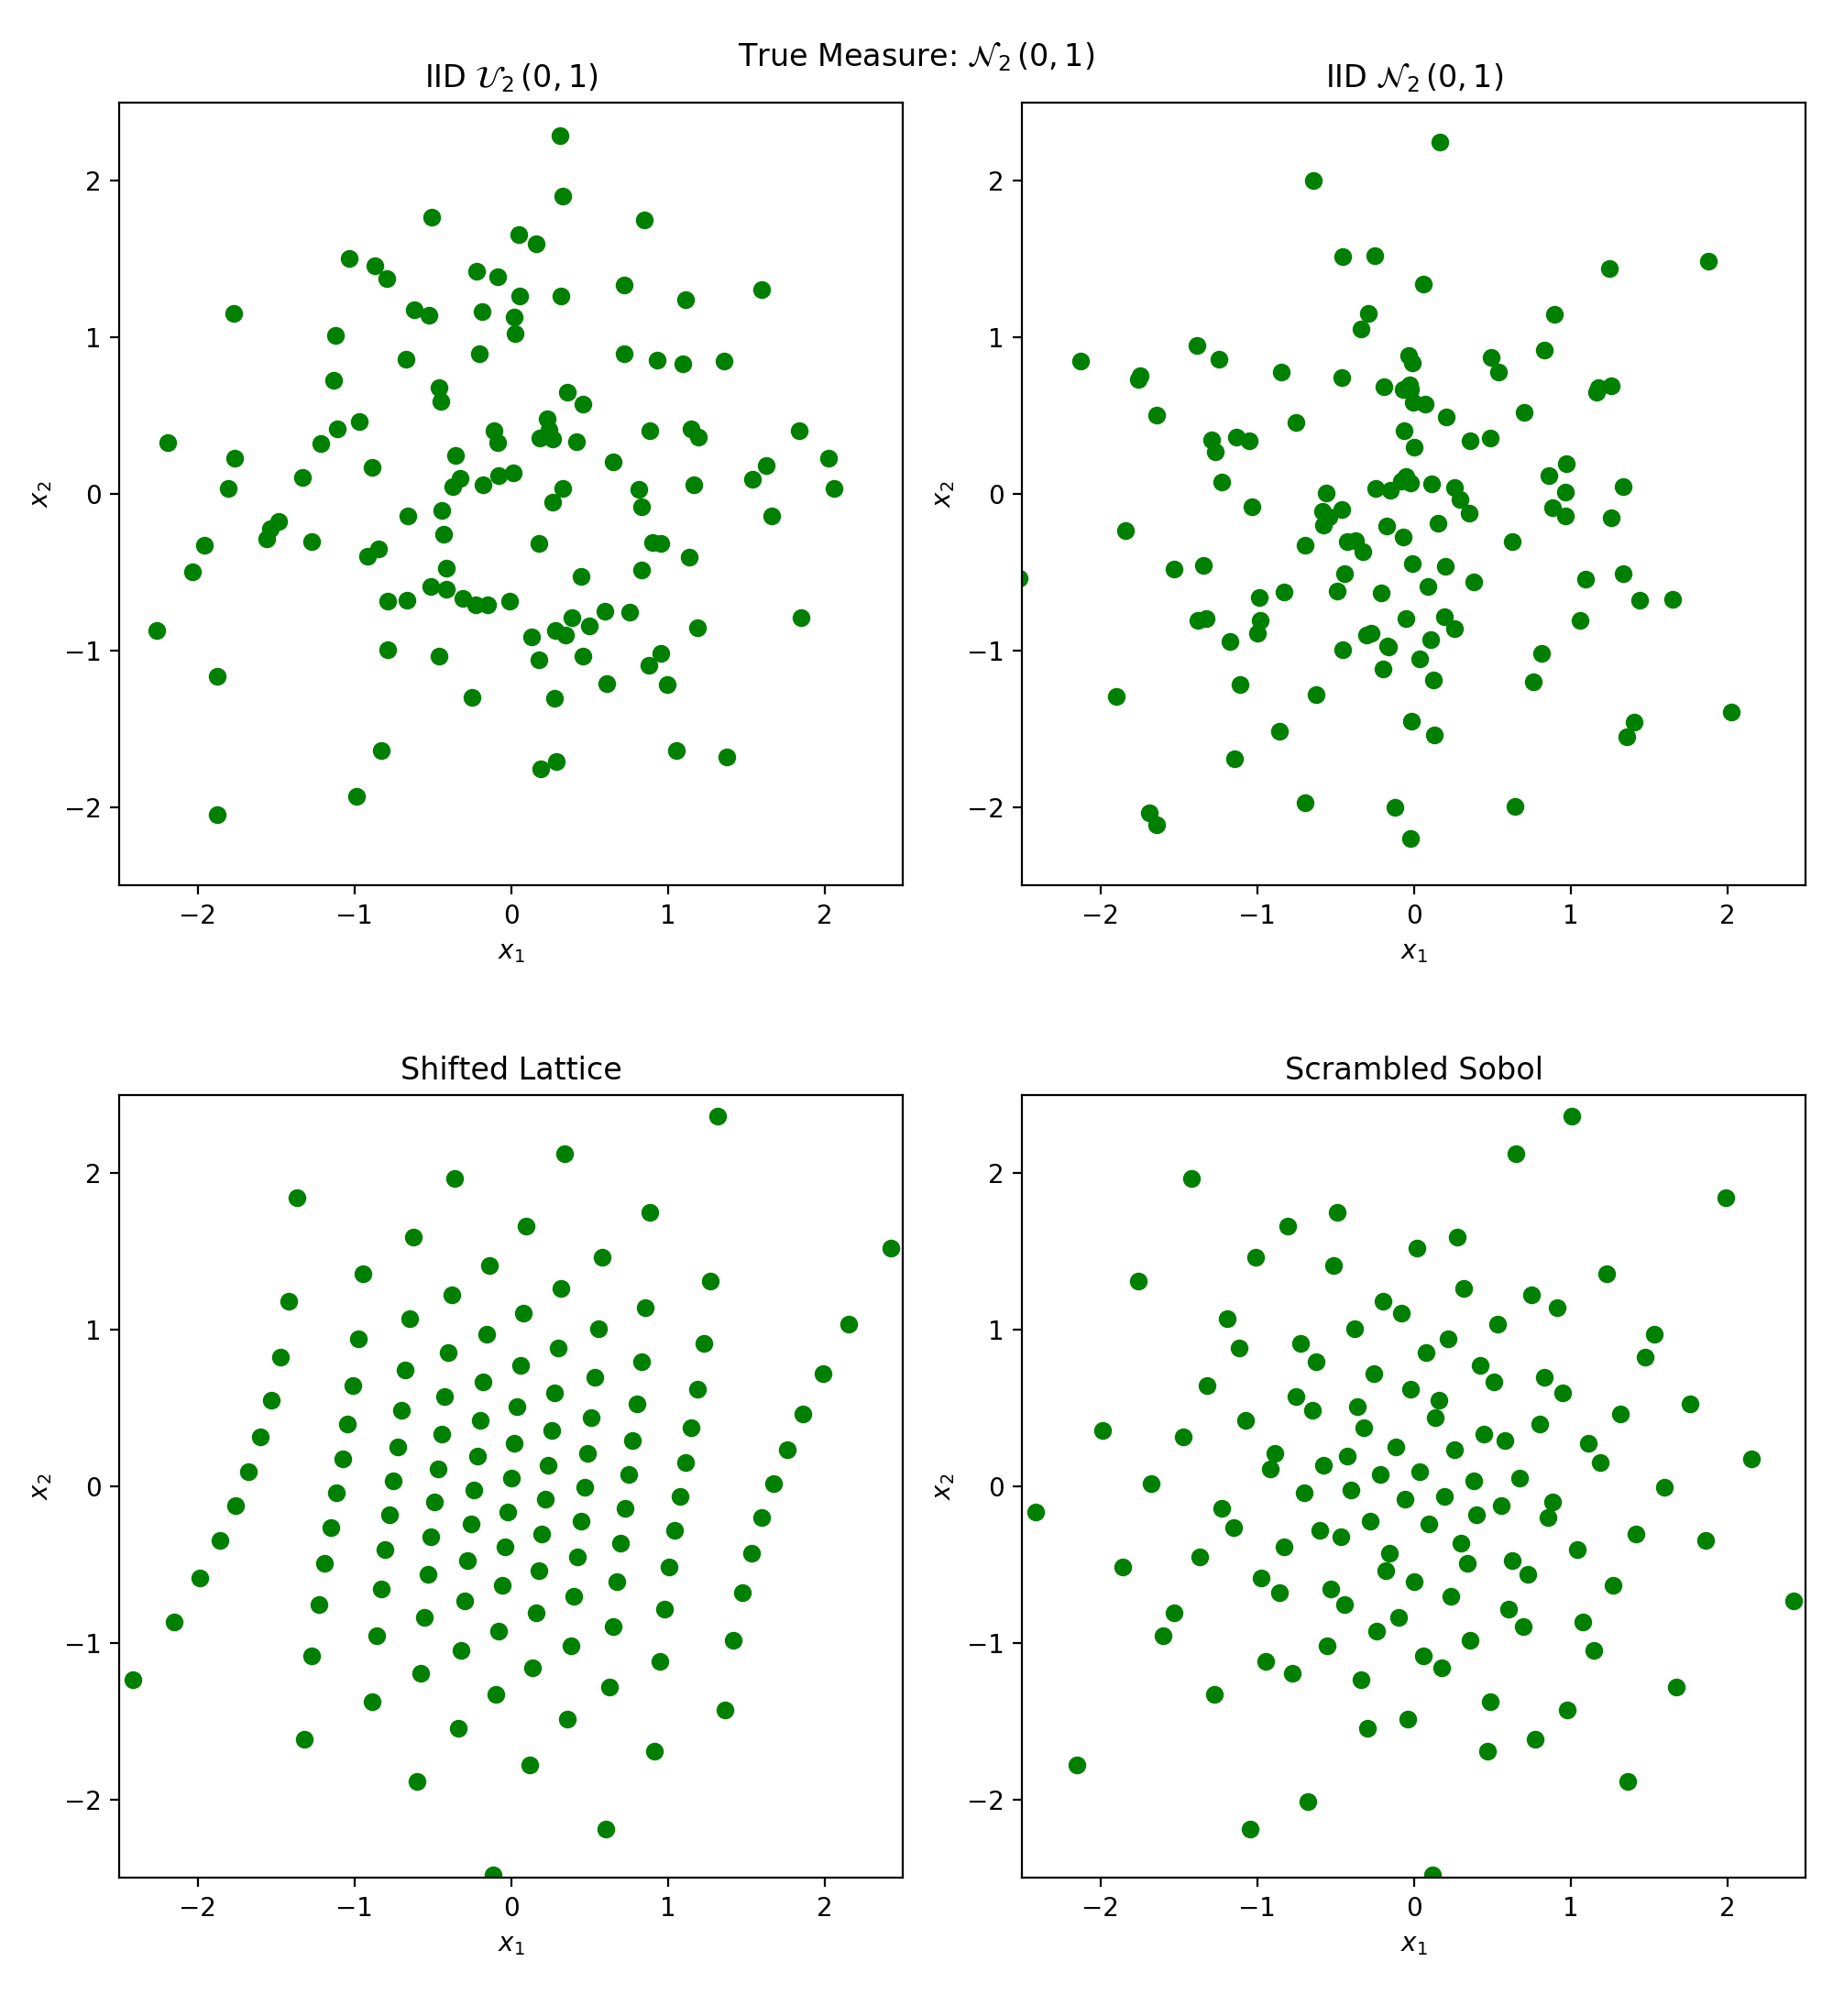 True Measure: 𝒩₂ (0, 1)
IID 𝒰₂ (0, 1)
IID 𝒩₂ (0, 1)
2
1
0
−1
−2
x₂
−2 −1 0 1 2
x₁
2
1
0
−1
−2
x₂
−2 −1 0 1 2
x₁
Shifted Lattice
Scrambled Sobol
2
1
0
−1
−2
x₂
−2 −1 0 1 2
x₁
2
1
0
−1
−2
x₂
−2 −1 0 1 2
x₁